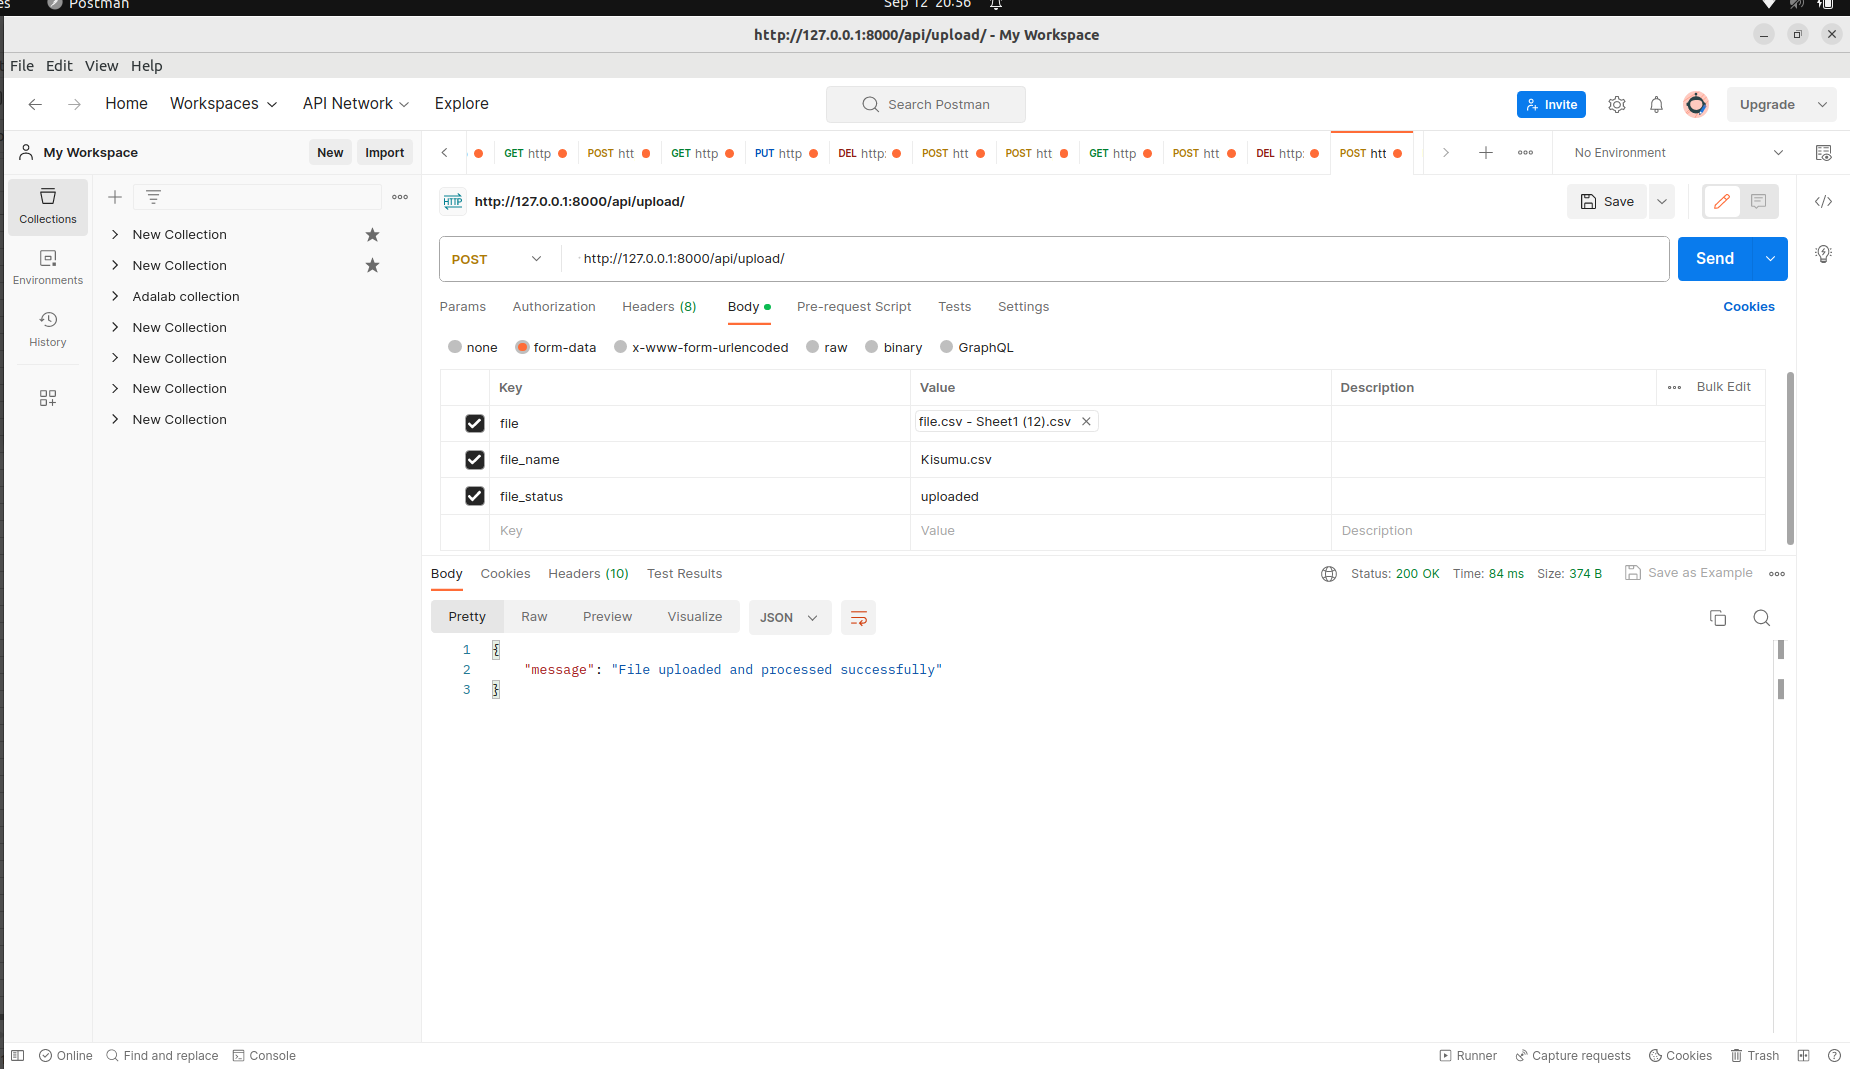 es Postman Sep 12 20:56
http://127.0.0.1:8000/api/upload/ - My Workspace
File Edit View Help
Home Workspaces API Network Explore Search Postman Invite Upgrade
My Workspace New Import GET http POST htt GET http PUT http DEL http: POST htt POST htt GET http POST htt DEL http: POST htt No Environment
Collections
Environments
History
New Collection
New Collection
Adalab collection
New Collection
New Collection
New Collection
New Collection
HTTP http://127.0.0.1:8000/api/upload/ Save
POST http://127.0.0.1:8000/api/upload/ Send
Params Authorization Headers (8) Body Pre-request Script Tests Settings Cookies
none form-data x-www-form-urlencoded raw binary GraphQL
Key Value Description Bulk Edit
file file.csv - Sheet1 (12).csv
file_name Kisumu.csv
file_status uploaded
Key Value Description
Body Cookies Headers (10) Test Results Status: 200 OK Time: 84 ms Size: 374 B Save as Example
Pretty Raw Preview Visualize JSON
1 {
2 "message": "File uploaded and processed successfully"
3 }
Online Find and replace Console Runner Capture requests Cookies Trash